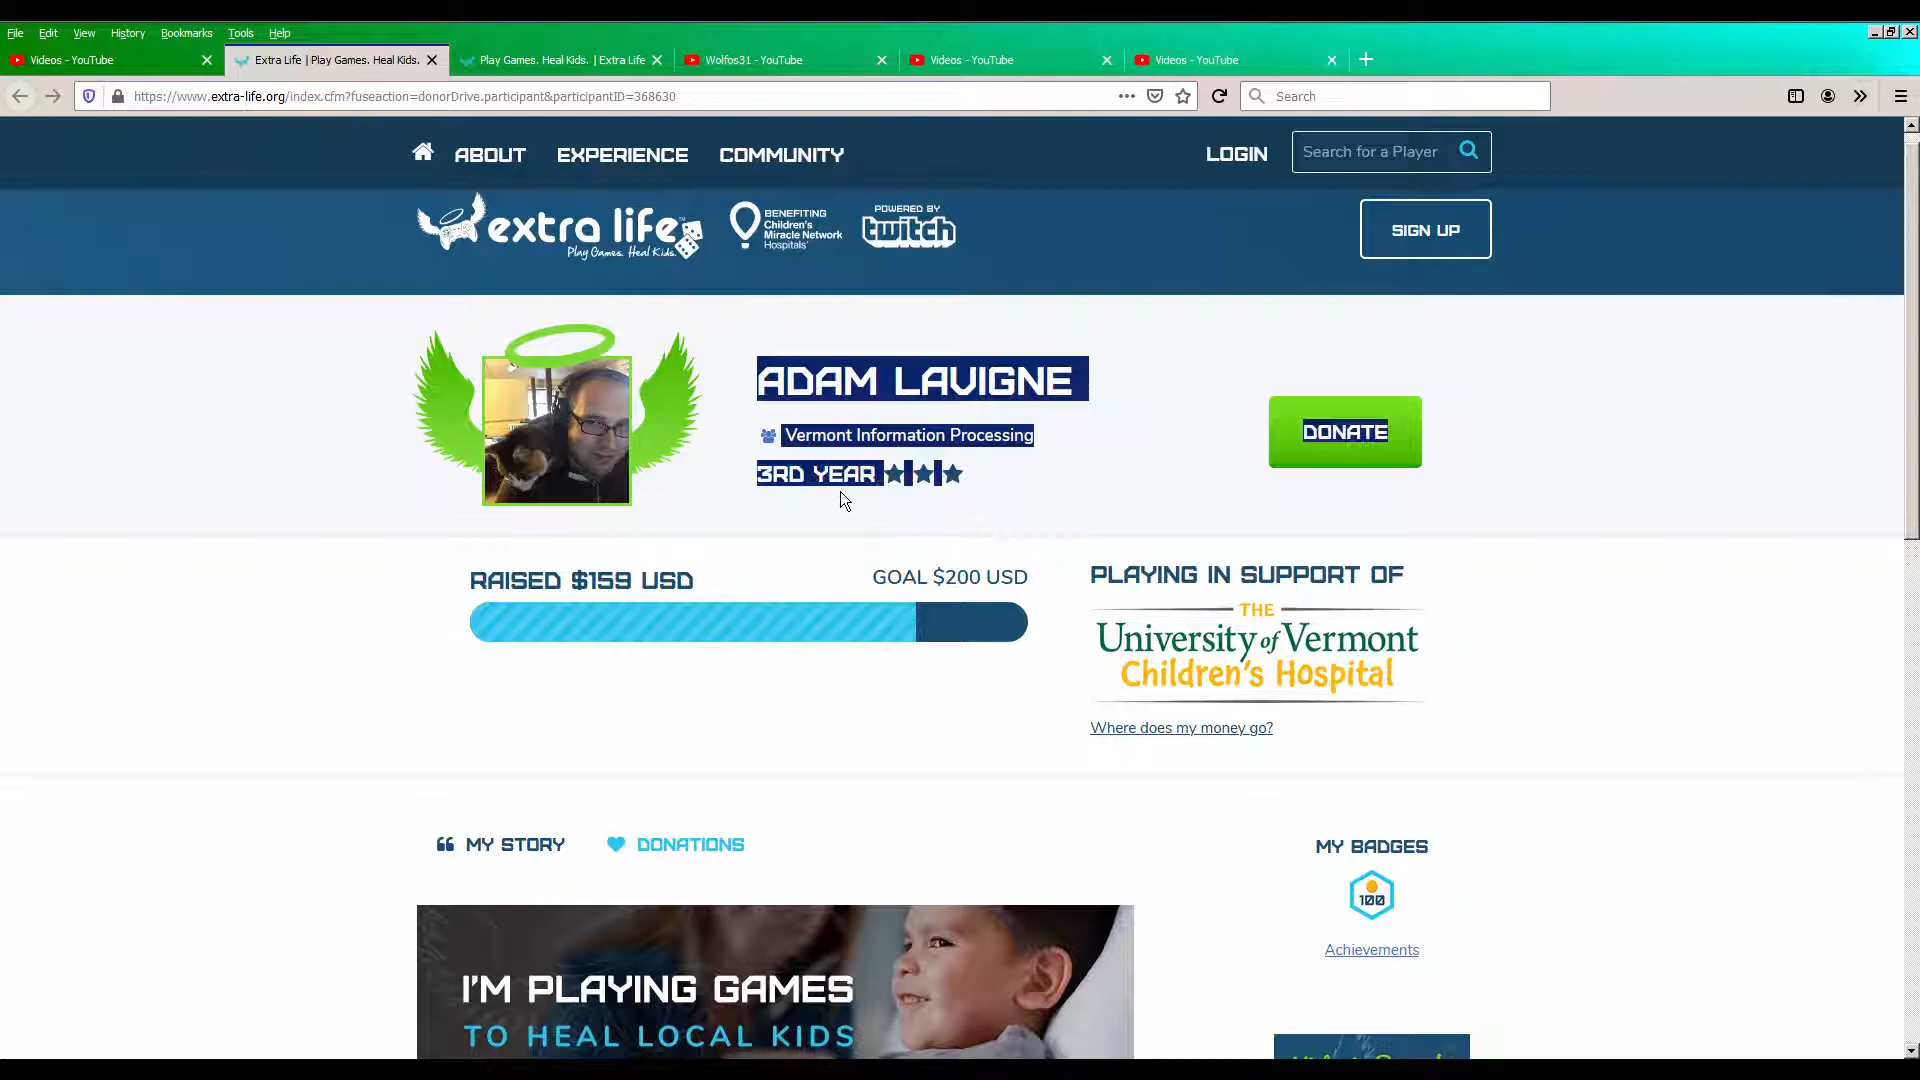 File Edit View History Bookmarks Tools Help
Videos - YouTube
Extra Life | Play Games. Heal Kids.
Play Games. Heal Kids. | Extra Life
Wolfos31 - YouTube
Videos - YouTube
Videos - YouTube
https://www.extra-life.org/index.cfm?fuseaction=donorDrive.participant&participantID=368630
Search
ABOUT EXPERIENCE COMMUNITY
LOGIN
Search for a Player
extra life
Play Games. Heal Kids.
BENEFITING
Children's
Miracle Network
Hospitals
POWERED BY
twitch
SIGN UP
ADAM LAVIGNE
Vermont Information Processing
3RD YEAR
DONATE
RAISED $159 USD
GOAL $200 USD
PLAYING IN SUPPORT OF
THE
University of Vermont
Children's Hospital
Where does my money go?
MY STORY
DONATIONS
MY BADGES
100
Achievements
I'M PLAYING GAMES
TO HEAL LOCAL KIDS